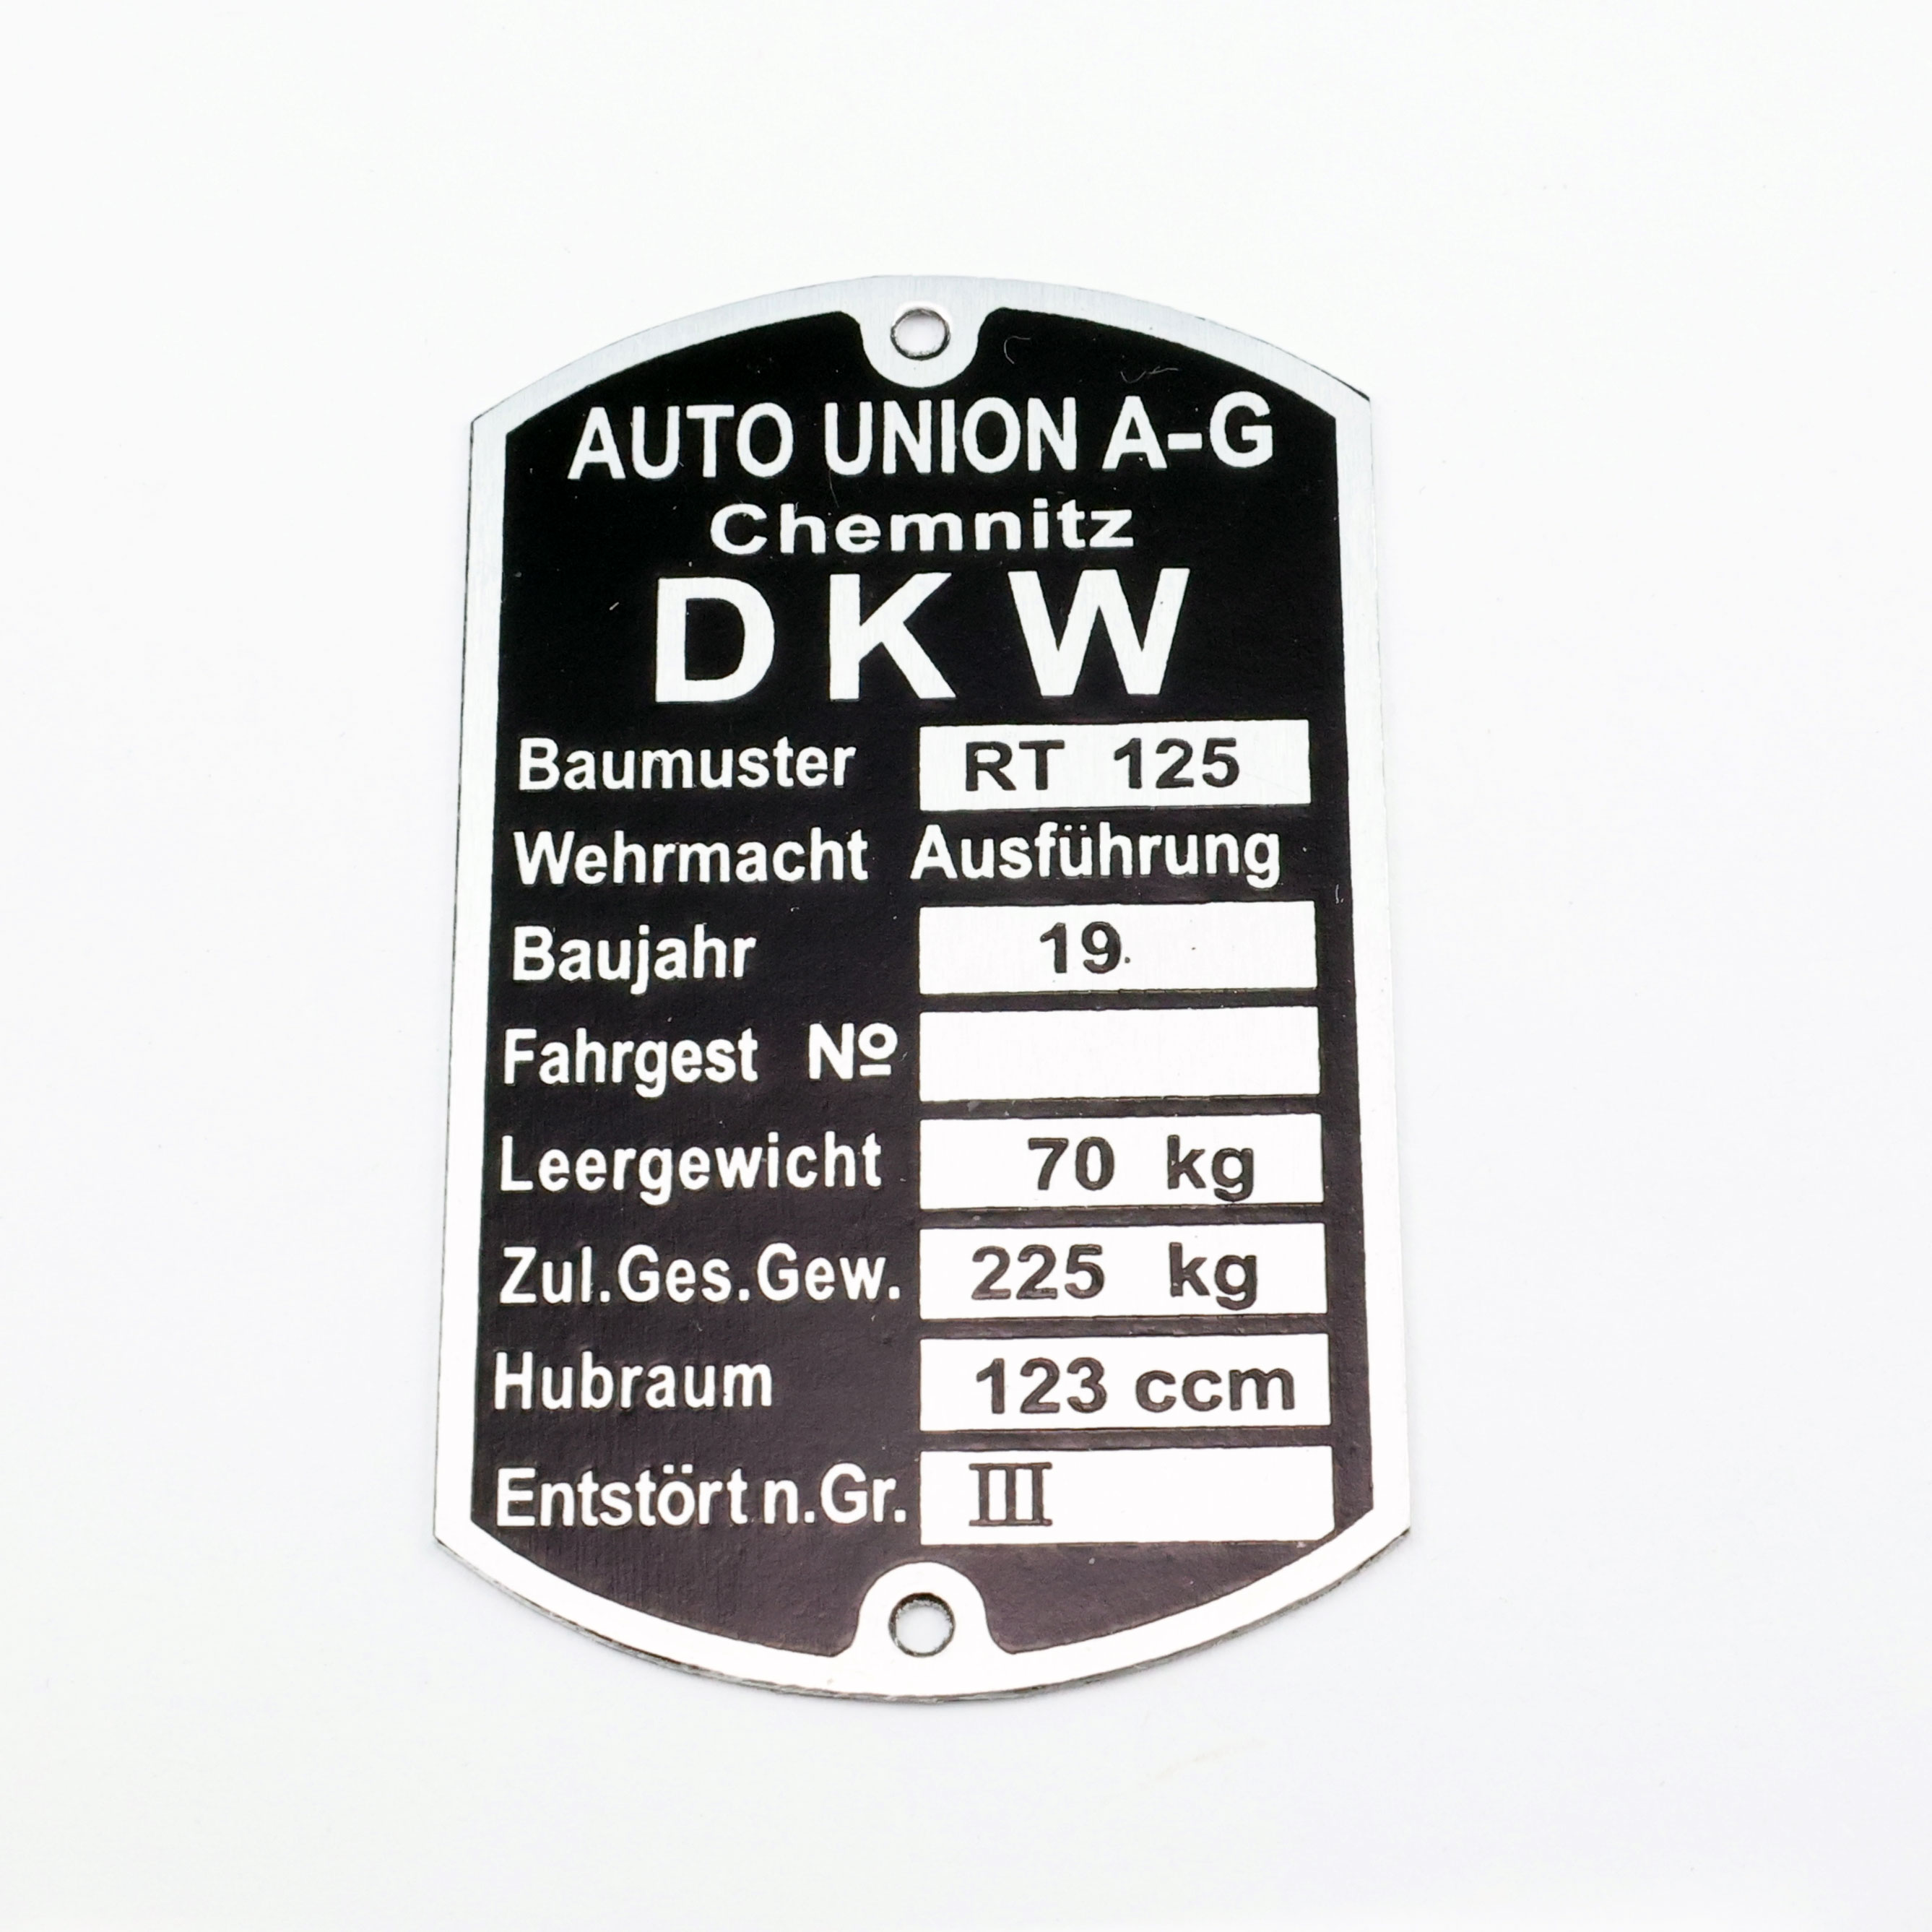 AUTO UNION A-G
Chemnitz
DKW
Baumuster RT 125
Wehrmacht Ausführung
Baujahr 19
Fahrgest Nº
Leergewicht 70 kg
Zul.Ges.Gew. 225 kg
Hubraum 123 ccm
Entstört n.Gr. III